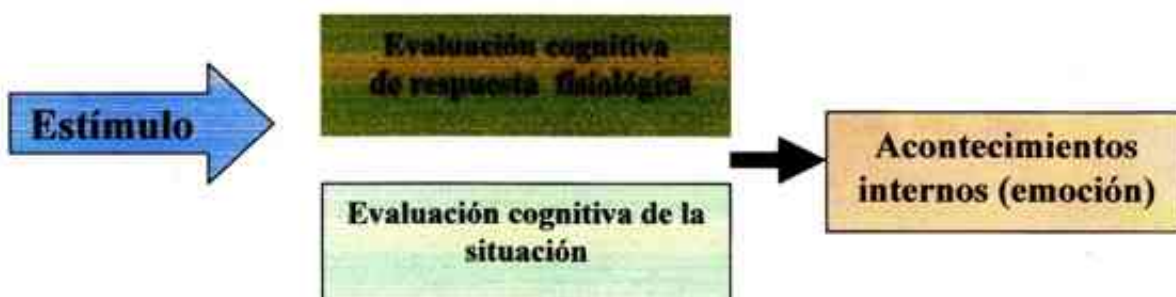 Estímulo
Evaluación cognitiva
de respuesta fisiológica
Evaluación cognitiva de la
situación
Acontecimientos
internos (emoción)